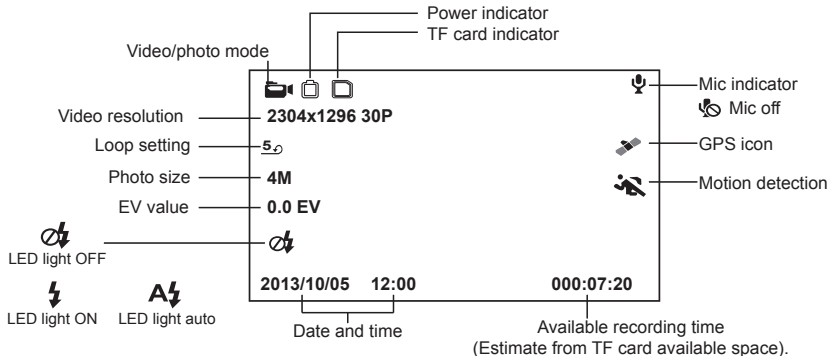 Power indicator
TF card indicator
Video/photo mode
Mic indicator
Mic off
Video resolution
2304x1296 30P
Loop setting
5
GPS icon
Photo size
4M
Motion detection
EV value
0.0 EV
LED light OFF
2013/10/05 12:00
000:07:20
A
LED light ON
LED light auto
Date and time
Available recording time
(Estimate from TF card available space).